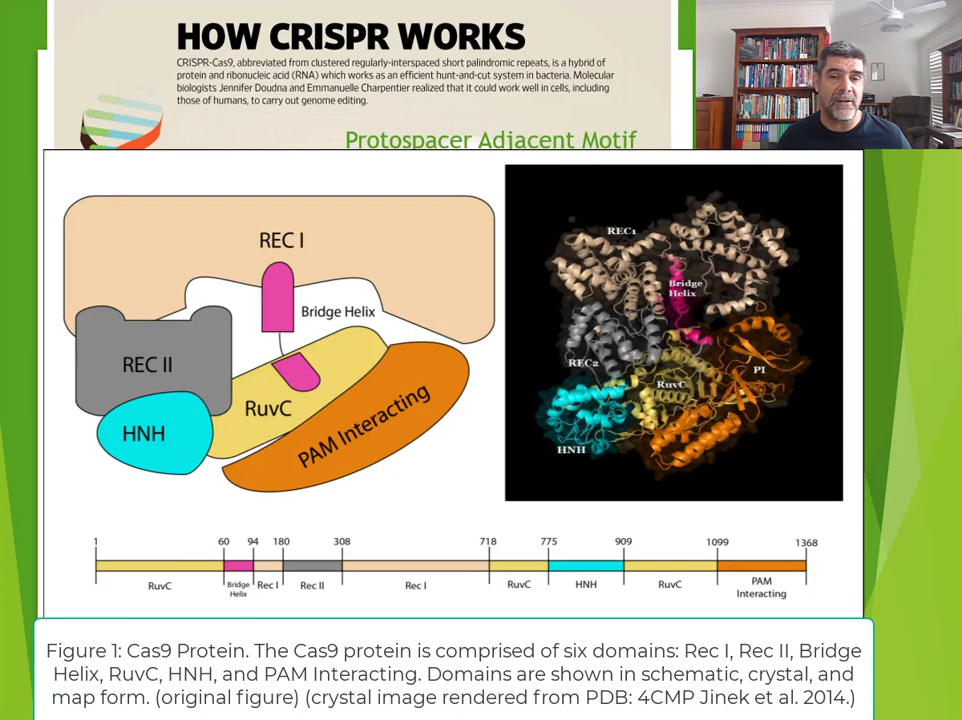 HOW CRISPR WORKS
CRISPR-Cas9, abbreviated from clustered regularly-interspaced short palindromic repeats, is a hybrid of
protein and ribonucleic acid (RNA) which works as an efficient hunt-and-cut system in bacteria. Molecular
biologists Jennifer Doudna and Emmanuelle Charpentier realized that it could work well in cells, including
those of humans, to carry out genome editing.
Protospacer Adjacent Motif
REC I
Bridge Helix
REC II
RuvC
HNH
PAM Interacting
REC1
Bridge
Helix
REC2
RuvC
PI
HNH
1 60 94 180 308 718 775 909 1099 1368
RuvC Bridge Helix Rec I Rec II Rec I RuvC HNH RuvC PAM Interacting
Figure 1: Cas9 Protein. The Cas9 protein is comprised of six domains: Rec I, Rec II, Bridge
Helix, RuvC, HNH, and PAM Interacting. Domains are shown in schematic, crystal, and
map form. (original figure) (crystal image rendered from PDB: 4CMP Jinek et al. 2014.)